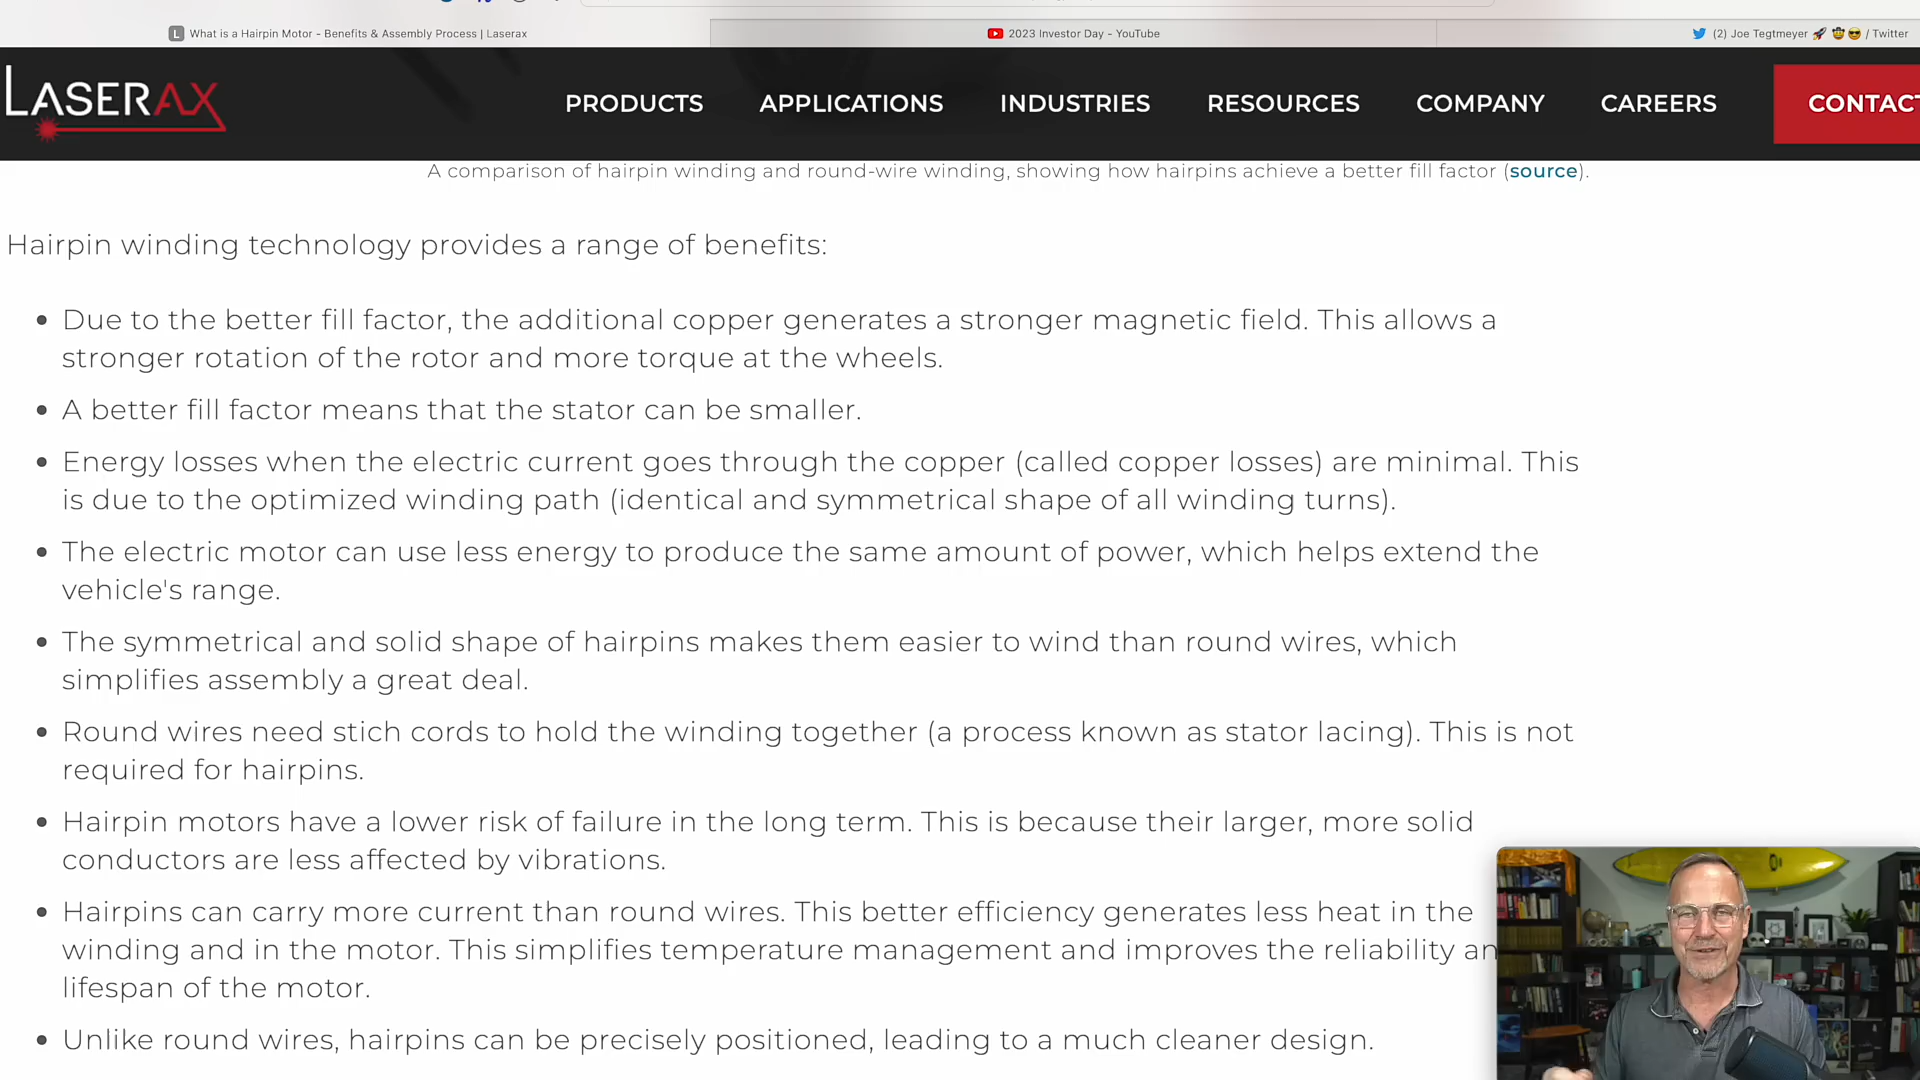 What is a Hairpin Motor - Benefits & Assembly Process | Laserax
2023 Investor Day - YouTube
(2) Joe Tegtmeyer 🚀 🤠 😎 / Twitter
LASERAX
PRODUCTS
APPLICATIONS
INDUSTRIES
RESOURCES
COMPANY
CAREERS
CONTACT
A comparison of hairpin winding and round-wire winding, showing how hairpins achieve a better fill factor (source).
Hairpin winding technology provides a range of benefits:
Due to the better fill factor, the additional copper generates a stronger magnetic field. This allows a
stronger rotation of the rotor and more torque at the wheels.
A better fill factor means that the stator can be smaller.
Energy losses when the electric current goes through the copper (called copper losses) are minimal. This
is due to the optimized winding path (identical and symmetrical shape of all winding turns).
The electric motor can use less energy to produce the same amount of power, which helps extend the
vehicle's range.
The symmetrical and solid shape of hairpins makes them easier to wind than round wires, which
simplifies assembly a great deal.
Round wires need stich cords to hold the winding together (a process known as stator lacing). This is not
required for hairpins.
Hairpin motors have a lower risk of failure in the long term. This is because their larger, more solid
conductors are less affected by vibrations.
Hairpins can carry more current than round wires. This better efficiency generates less heat in the
winding and in the motor. This simplifies temperature management and improves the reliability an
lifespan of the motor.
Unlike round wires, hairpins can be precisely positioned, leading to a much cleaner design.